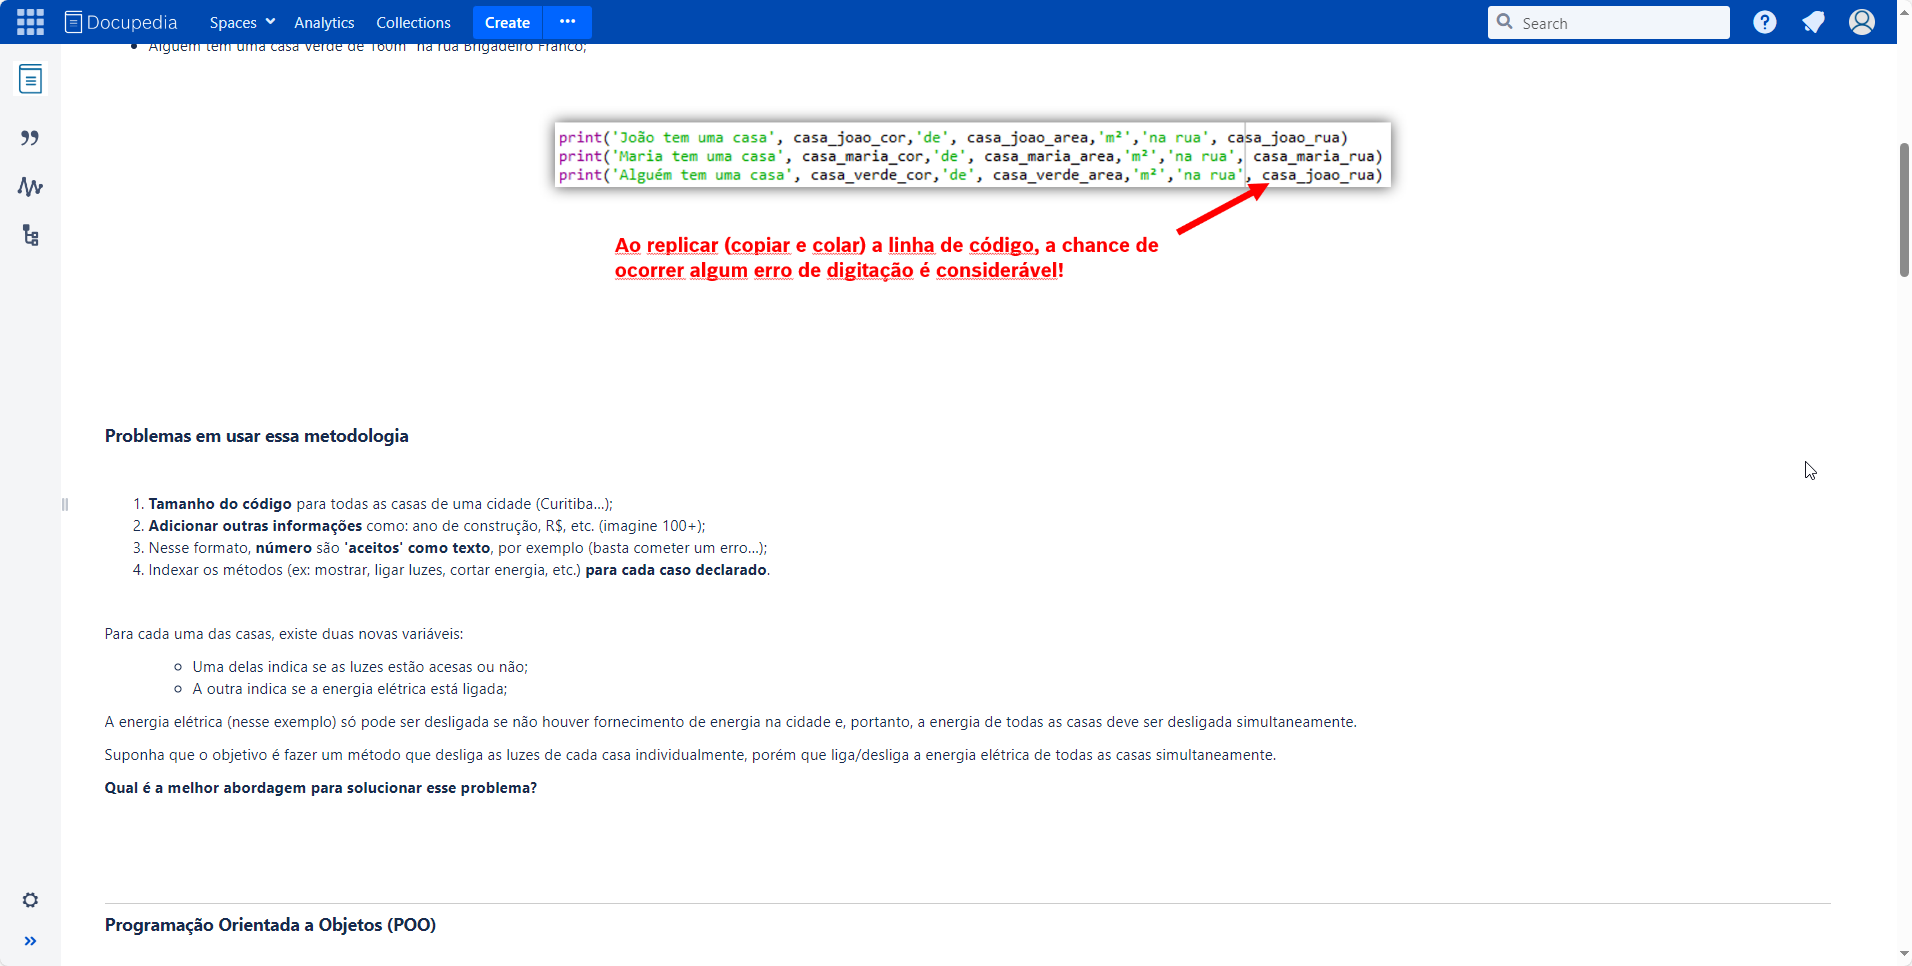 Docupedia Spaces Analytics Collections Create ••• Search
Alguém tem uma casa verde de 160m² na rua Brigadeiro Franco;
print('João tem uma casa', casa_joao_cor,'de', casa_joao_area,'m²','na rua', casa_joao_rua)
print('Maria tem uma casa', casa_maria_cor,'de', casa_maria_area,'m²','na rua', casa_maria_rua)
print('Alguém tem uma casa', casa_verde_cor,'de', casa_verde_area,'m²','na rua', casa_joao_rua)
Ao replicar (copiar e colar) a linha de código, a chance de
ocorrer algum erro de digitação é considerável!
Problemas em usar essa metodologia
1. Tamanho do código para todas as casas de uma cidade (Curitiba...);
2. Adicionar outras informações como: ano de construção, R$, etc. (imagine 100+);
3. Nesse formato, número são 'aceitos' como texto, por exemplo (basta cometer um erro...);
4. Indexar os métodos (ex: mostrar, ligar luzes, cortar energia, etc.) para cada caso declarado.
Para cada uma das casas, existe duas novas variáveis:
Uma delas indica se as luzes estão acesas ou não;
A outra indica se a energia elétrica está ligada;
A energia elétrica (nesse exemplo) só pode ser desligada se não houver fornecimento de energia na cidade e, portanto, a energia de todas as casas deve ser desligada simultaneamente.
Suponha que o objetivo é fazer um método que desliga as luzes de cada casa individualmente, porém que liga/desliga a energia elétrica de todas as casas simultaneamente.
Qual é a melhor abordagem para solucionar esse problema?
Programação Orientada a Objetos (POO)